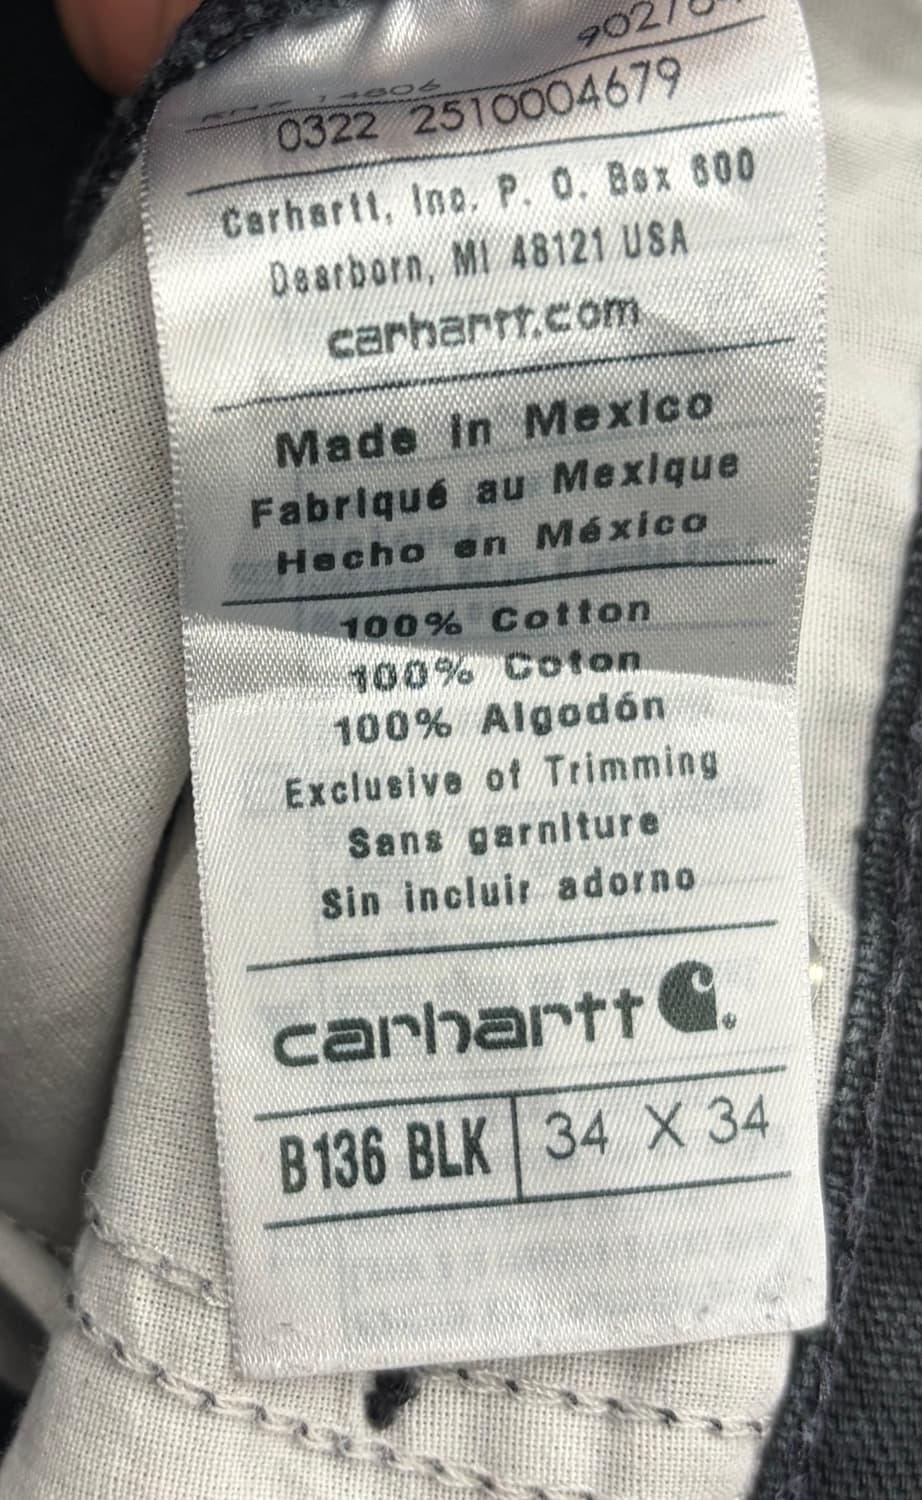 RN# 14806
0322 2510004679
Carhartt, Inc. P. O. Box 600
Dearborn, MI 48121 USA
carhartt.com
Made in Mexico
Fabriqué au Mexique
Hecho en México
100% Cotton
100% Coton
100% Algodón
Exclusive of Trimming
Sans garniture
Sin incluir adorno
carhartt
B136 BLK 34 X 34